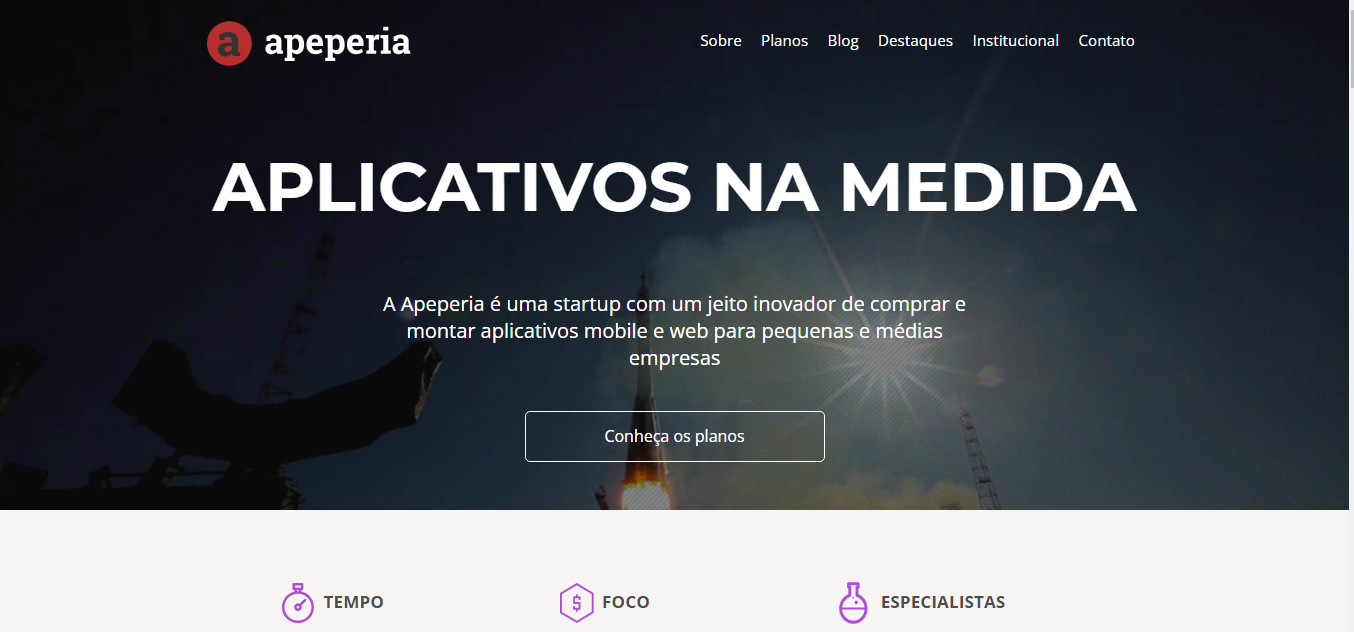 a apeperia
Sobre Planos Blog Destaques Institucional Contato
APLICATIVOS NA MEDIDA
A Apeperia é uma startup com um jeito inovador de comprar e
montar aplicativos mobile e web para pequenas e médias
empresas
Conheça os planos
TEMPO
$ FOCO
ESPECIALISTAS